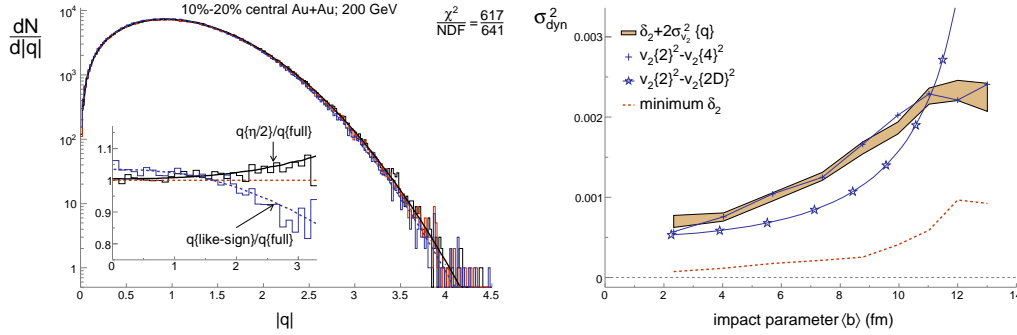 10%-20% central Au+Au; 200 GeV
dN
d|q|
χ²
NDF
=
617
641
10⁴
1000
10²
10
1
0
0.5
1
1.5
2
2.5
3.0
3.5
4.0
4.5
|q|
q{η/2}/q{full}
q{like-sign}/q{full}
1.1
1
0.9
0.8
0
1
2
3
σ²dyn
δ₂+2σ²ᵥ₂{q}
v₂{2}²-v₂{4}²
v₂{2}²-v₂{2D}²
minimum δ₂
0.003
0.002
0.001
0
0
2
4
6
8
10
12
14
impact parameter ⟨b⟩ (fm)